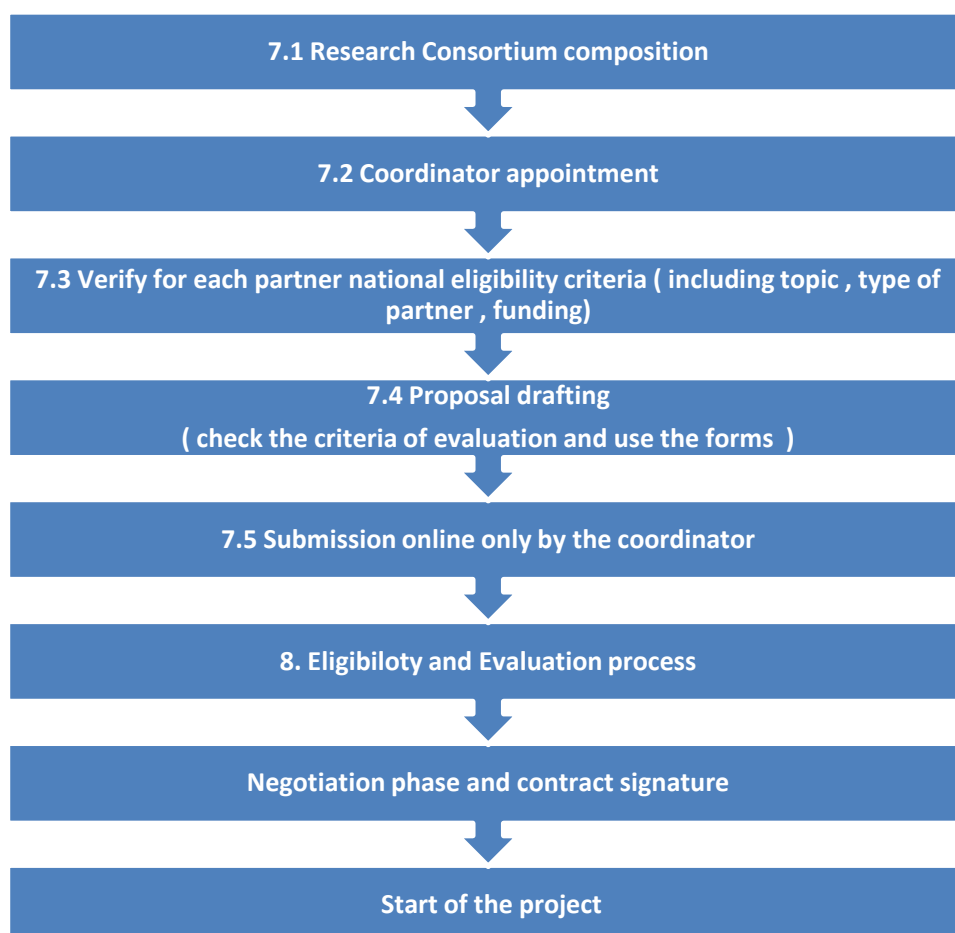 7.1 Research Consortium composition
7.2 Coordinator appointment
7.3 Verify for each partner national eligibility criteria ( including topic , type of
partner , funding)
7.4 Proposal drafting
( check the criteria of evaluation and use the forms  )
7.5 Submission online only by the coordinator
8. Eligibiloty and Evaluation process
Negotiation phase and contract signature
Start of the project